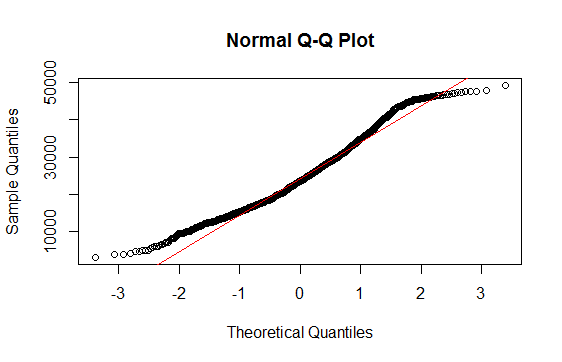 Normal Q-Q Plot
Sample Quantiles
50000
30000
10000
-3 -2 -1 0 1 2 3
Theoretical Quantiles